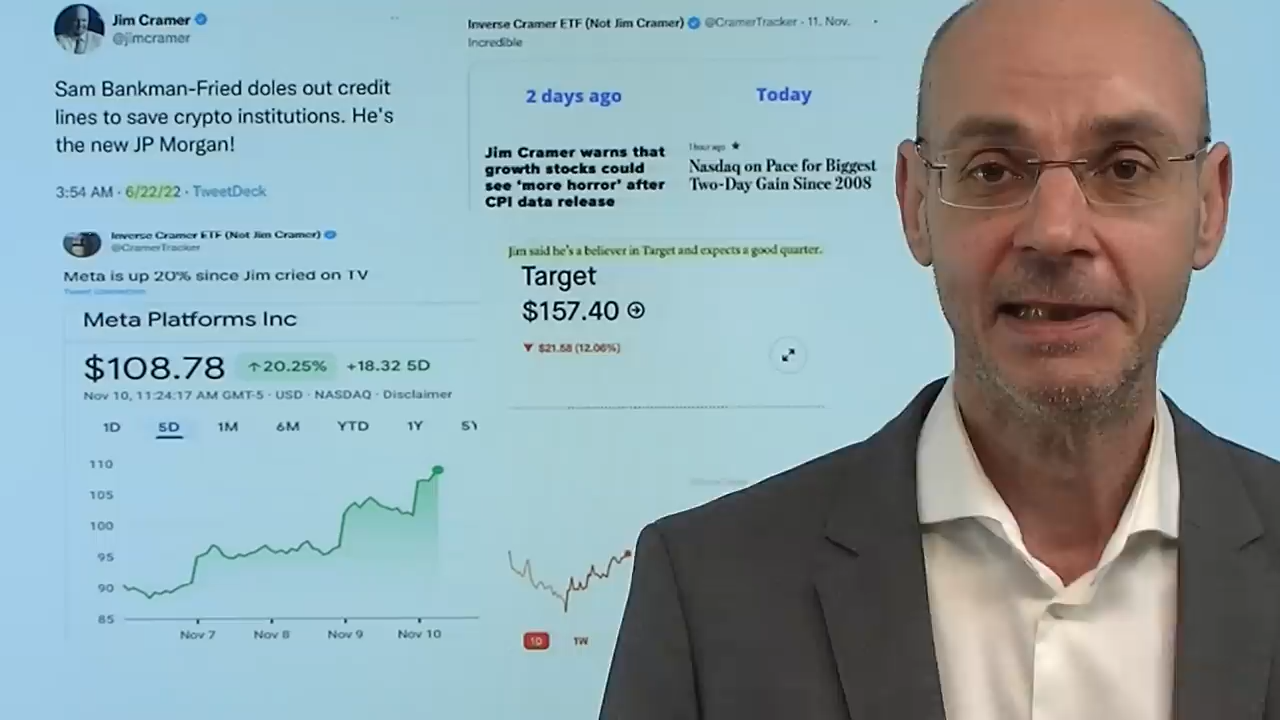 Jim Cramer
@jimcramer
Sam Bankman-Fried doles out credit
lines to save crypto institutions. He's
the new JP Morgan!
3:54 AM · 6/22/22 · TweetDeck
Inverse Cramer ETF (Not Jim Cramer) @CramerTracker · 11. Nov.
Incredible
2 days ago
Today
Jim Cramer warns that
growth stocks could
see 'more horror' after
CPI data release
1 hour ago
Nasdaq on Pace for Biggest
Two-Day Gain Since 2008
Inverse Cramer ETF (Not Jim Cramer)
@CramerTracker
Meta is up 20% since Jim cried on TV
Meta Platforms Inc
$108.78 ↑20.25% +18.32 5D
Nov 10, 11:24:17 AM GMT-5 · USD · NASDAQ · Disclaimer
1D 5D 1M 6M YTD 1Y 5Y
110
105
100
95
90
85
Nov 7 Nov 8 Nov 9 Nov 10
Jim said he's a believer in Target and expects a good quarter.
Target
$157.40
▼ $21.58 (12.06%)
1D 1W